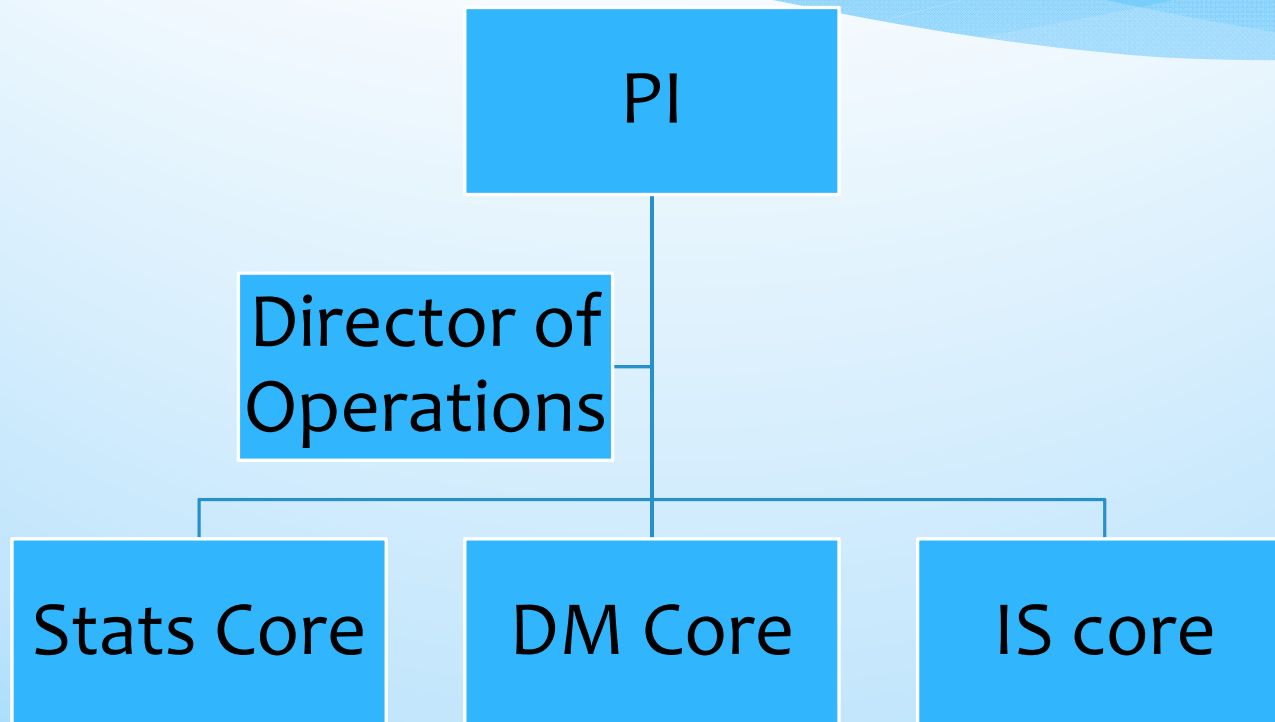 PI
Director of
Operations
Stats Core
DM Core
IS core